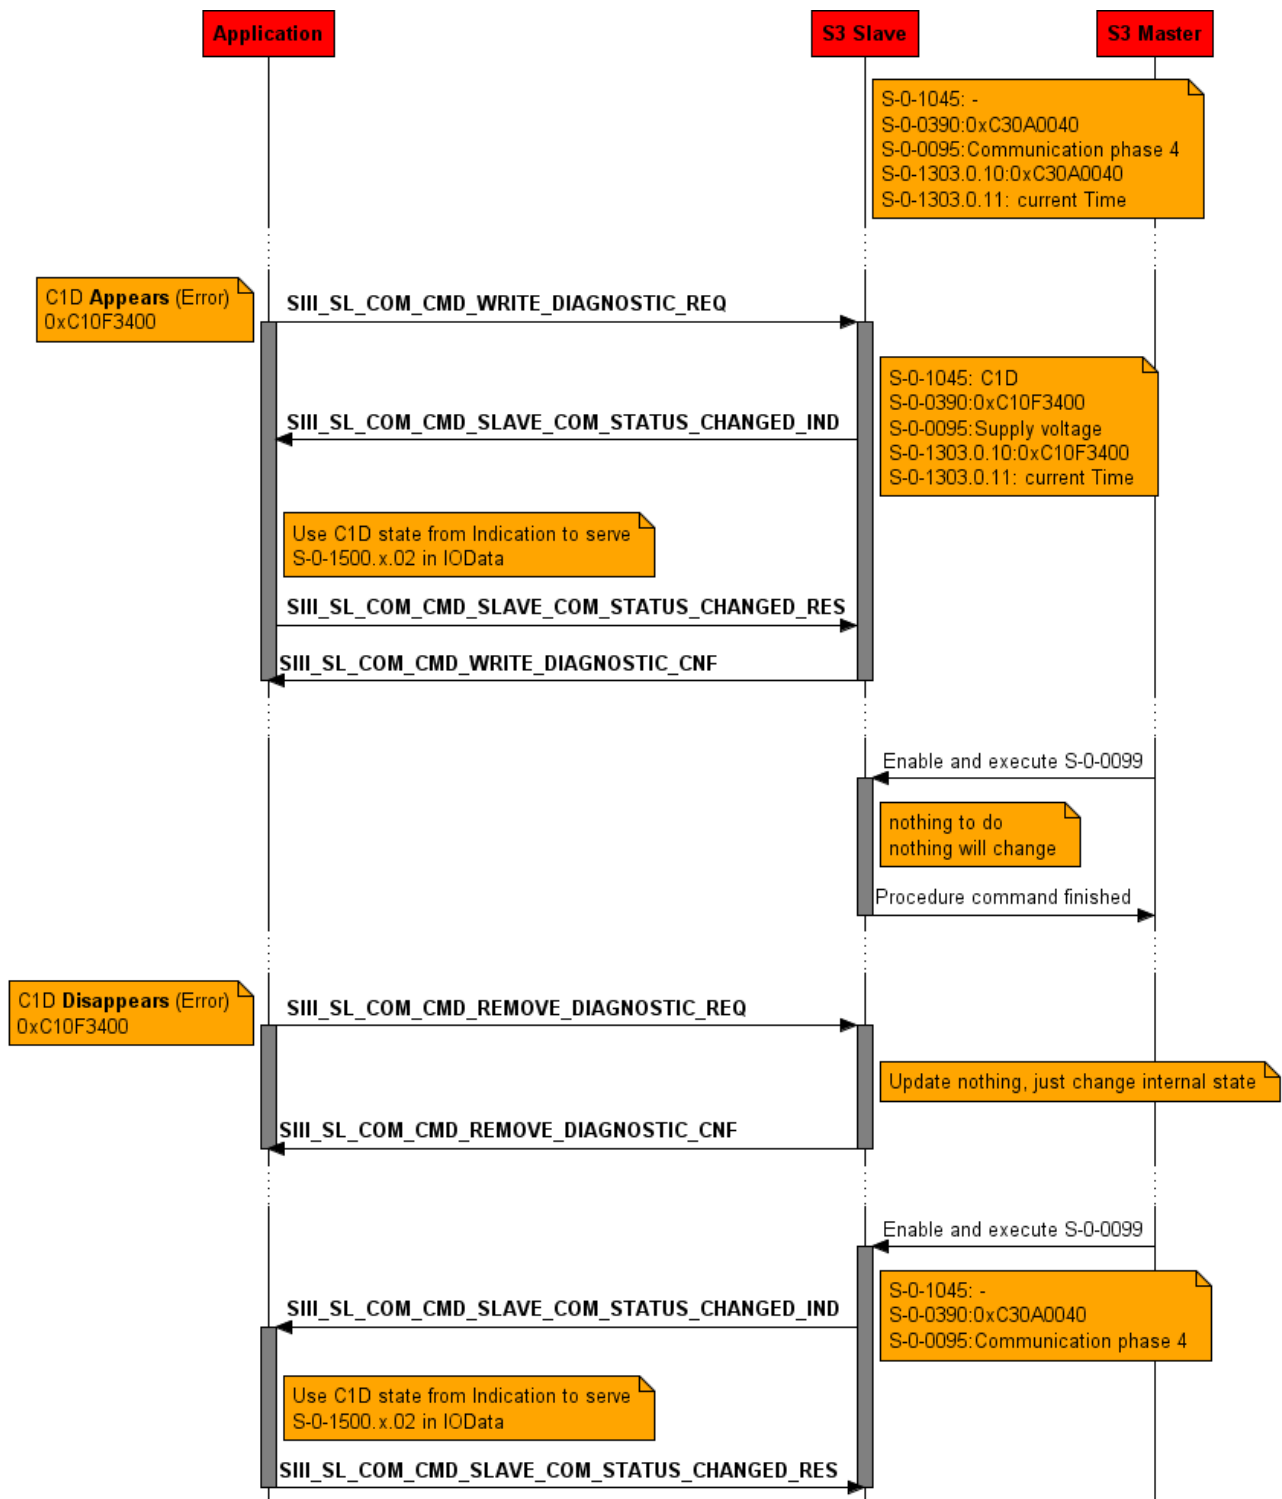 Application
S3 Slave
S3 Master
S-0-1045: -
S-0-0390:0xC30A0040
S-0-0095:Communication phase 4
S-0-1303.0.10:0xC30A0040
S-0-1303.0.11: current Time
C1D Appears (Error)
0xC10F3400
SIII_SL_COM_CMD_WRITE_DIAGNOSTIC_REQ
S-0-1045: C1D
S-0-0390:0xC10F3400
S-0-0095:Supply voltage
S-0-1303.0.10:0xC10F3400
S-0-1303.0.11: current Time
SIII_SL_COM_CMD_SLAVE_COM_STATUS_CHANGED_IND
Use C1D state from Indication to serve
S-0-1500.x.02 in IOData
SIII_SL_COM_CMD_SLAVE_COM_STATUS_CHANGED_RES
SIII_SL_COM_CMD_WRITE_DIAGNOSTIC_CNF
Enable and execute S-0-0099
nothing to do
nothing will change
Procedure command finished
C1D Disappears (Error)
0xC10F3400
SIII_SL_COM_CMD_REMOVE_DIAGNOSTIC_REQ
Update nothing, just change internal state
SIII_SL_COM_CMD_REMOVE_DIAGNOSTIC_CNF
Enable and execute S-0-0099
S-0-1045: -
S-0-0390:0xC30A0040
S-0-0095:Communication phase 4
SIII_SL_COM_CMD_SLAVE_COM_STATUS_CHANGED_IND
Use C1D state from Indication to serve
S-0-1500.x.02 in IOData
SIII_SL_COM_CMD_SLAVE_COM_STATUS_CHANGED_RES